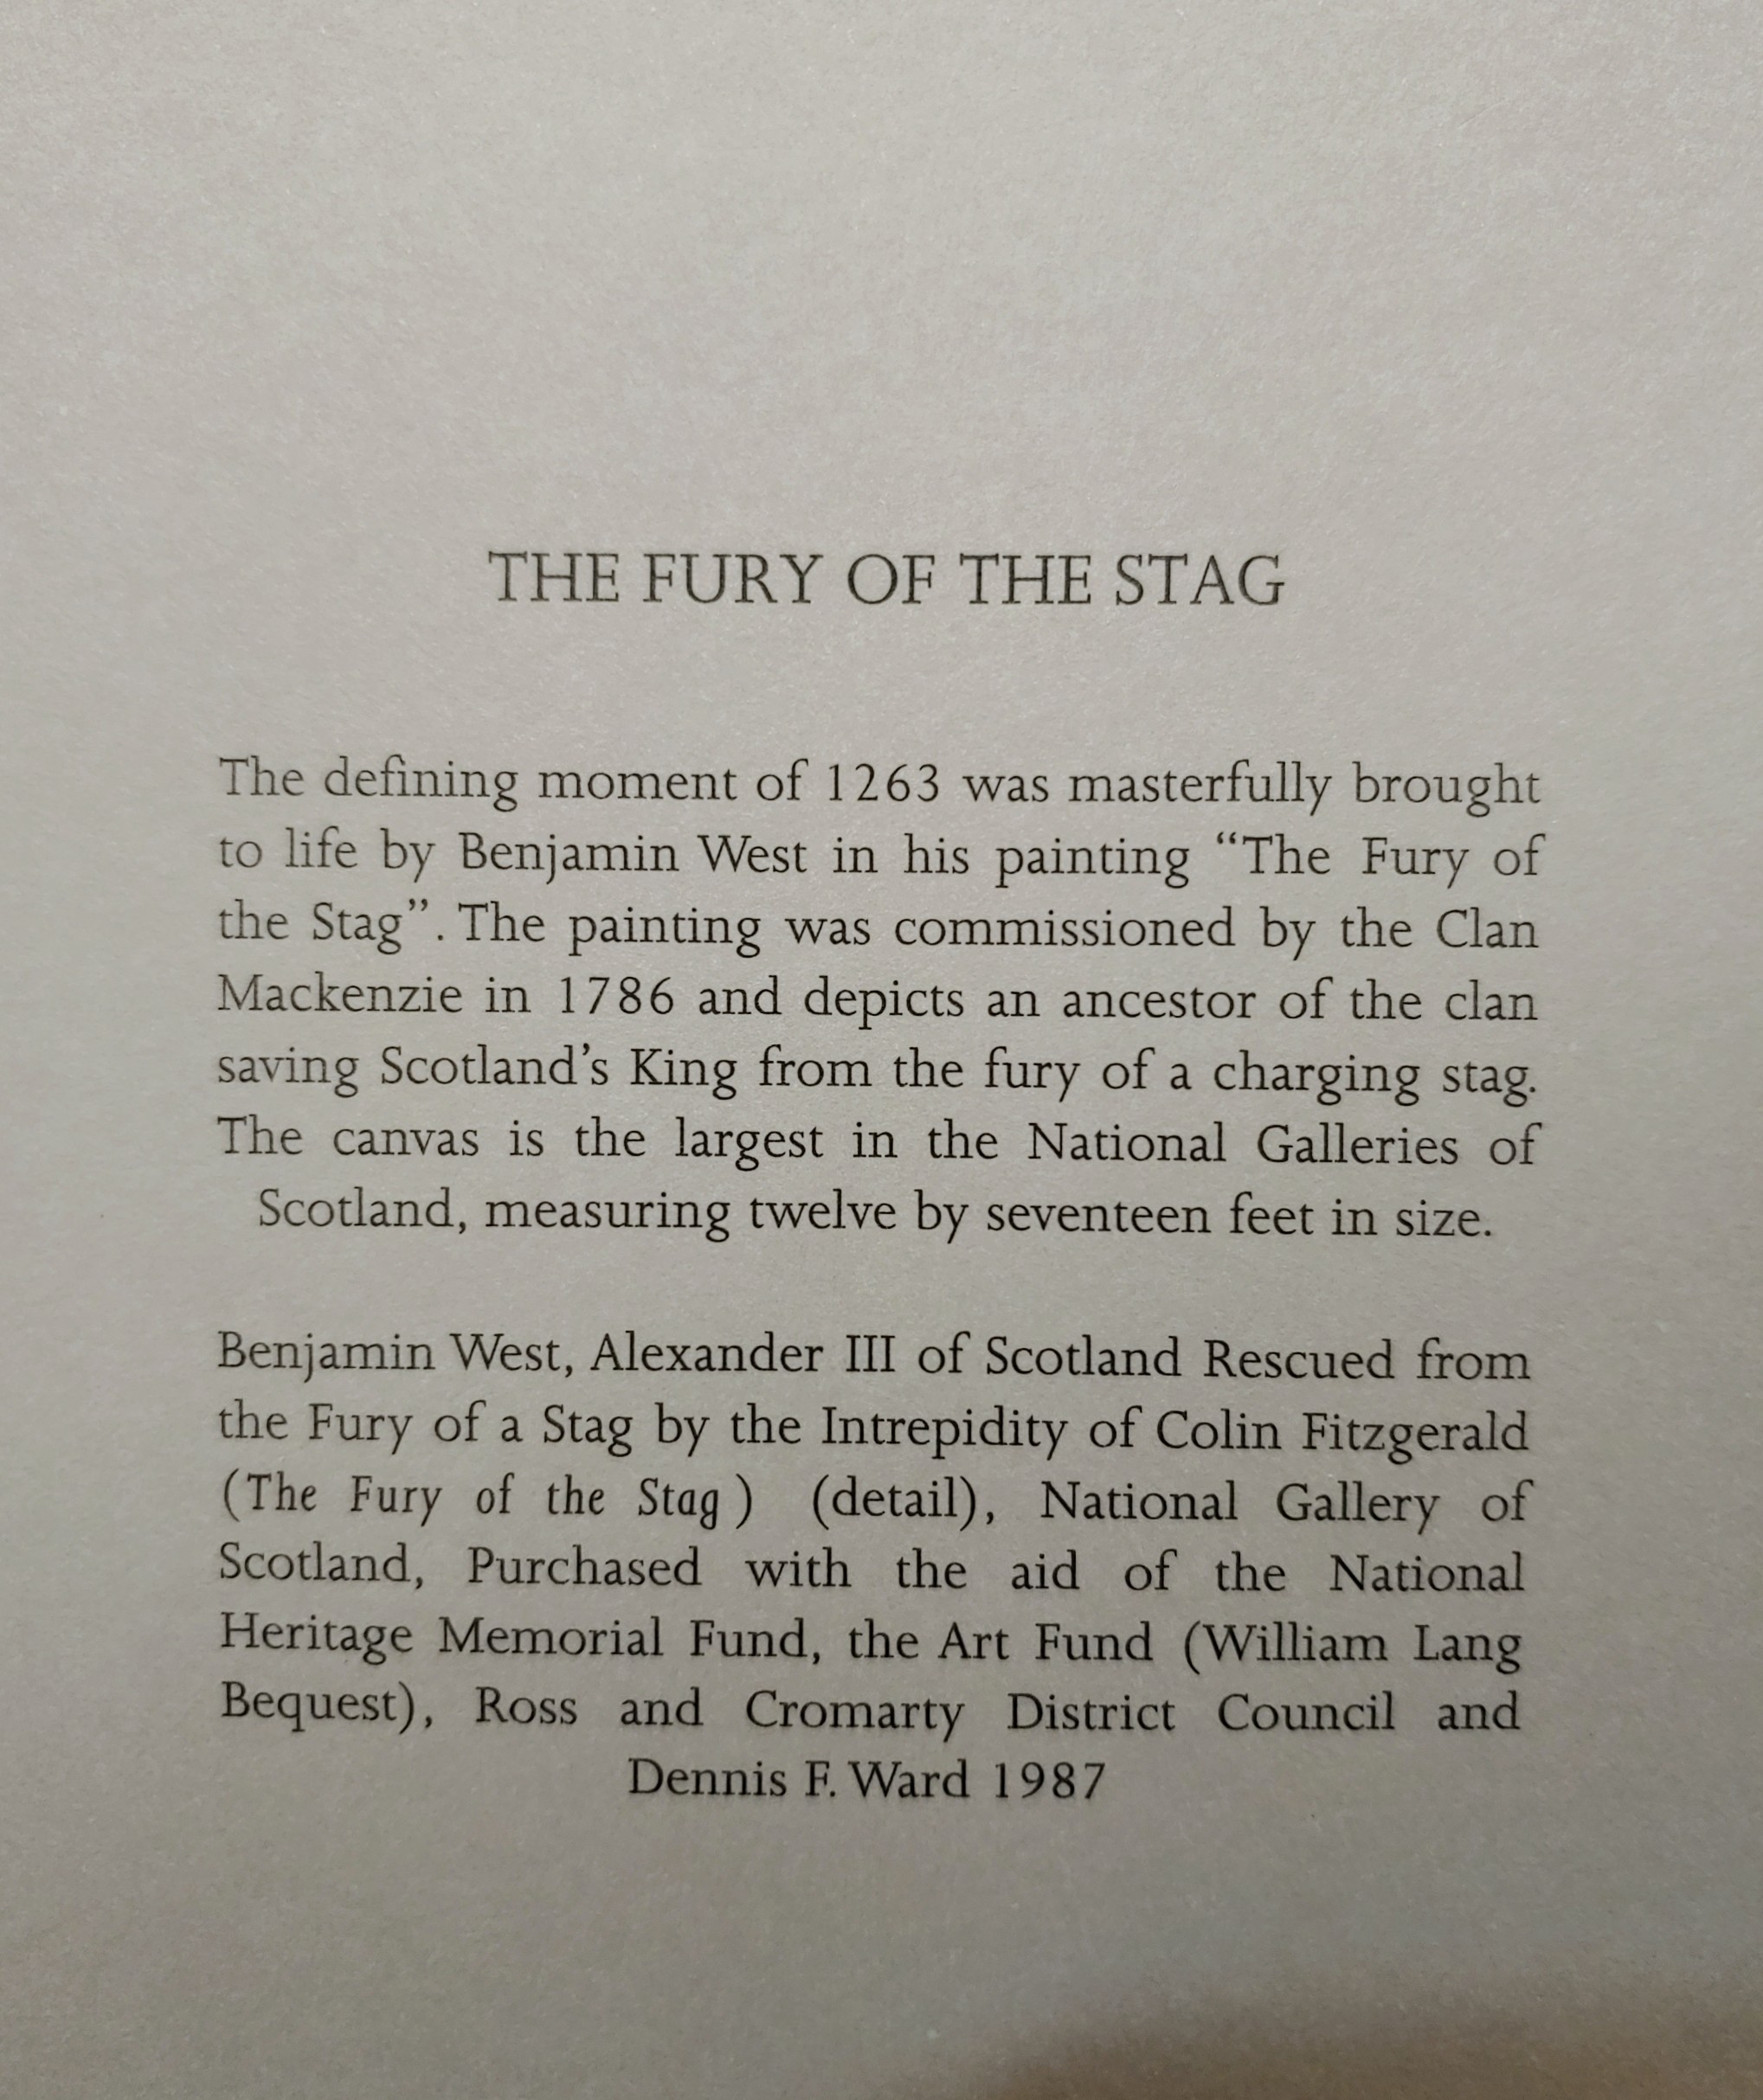 THE FURY OF THE STAG
The defining moment of 1263 was masterfully brought
to life by Benjamin West in his painting “The Fury of
the Stag”. The painting was commissioned by the Clan
Mackenzie in 1786 and depicts an ancestor of the clan
saving Scotland’s King from the fury of a charging stag.
The canvas is the largest in the National Galleries of
Scotland, measuring twelve by seventeen feet in size.
Benjamin West, Alexander III of Scotland Rescued from
the Fury of a Stag by the Intrepidity of Colin Fitzgerald
(The Fury of the Stag) (detail), National Gallery of
Scotland, Purchased with the aid of the National
Heritage Memorial Fund, the Art Fund (William Lang
Bequest), Ross and Cromarty District Council and
Dennis F. Ward 1987